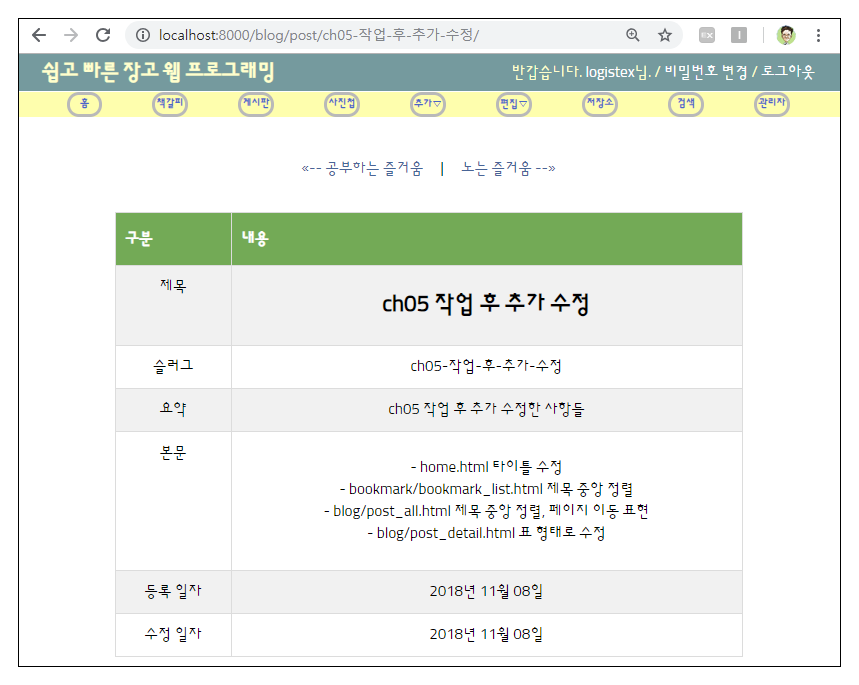 localhost:8000/blog/post/ch05-작업-후-추가-수정/
쉽고 빠른 장고 웹 프로그래밍
반갑습니다. logistex님. / 비밀번호 변경 / 로그아웃
홈 책갈피 게시판 사진첩 추가▽ 편집▽ 저장소 검색 관리자
«-- 공부하는 즐거움 | 노는 즐거움 --»
구분 내용
제목 ch05 작업 후 추가 수정
슬러그 ch05-작업-후-추가-수정
요약 ch05 작업 후 추가 수정한 사항들
본문
- home.html 타이틀 수정
- bookmark/bookmark_list.html 제목 중앙 정렬
- blog/post_all.html 제목 중앙 정렬, 페이지 이동 표현
- blog/post_detail.html 표 형태로 수정
등록 일자 2018년 11월 08일
수정 일자 2018년 11월 08일